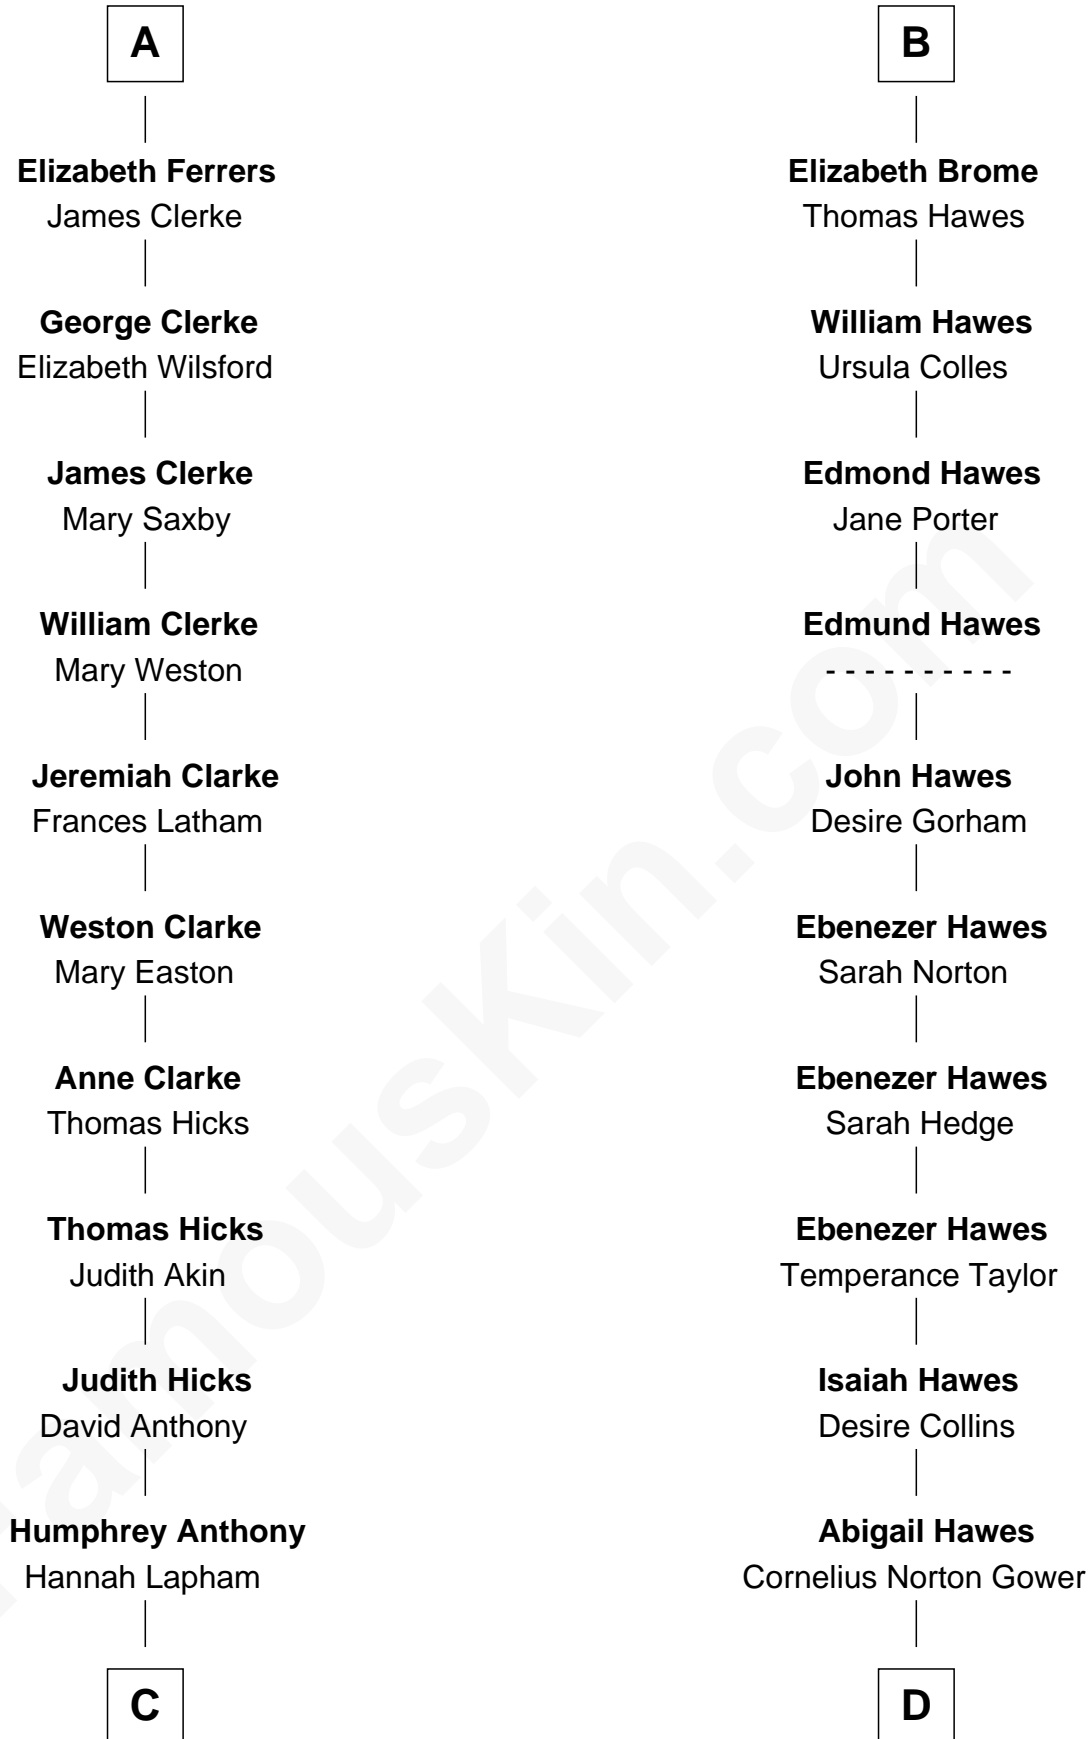 A
Elizabeth Ferrers
James Clerke
George Clerke
Elizabeth Wilsford
James Clerke
Mary Saxby
William Clerke
Mary Weston
Jeremiah Clarke
Frances Latham
Weston Clarke
Mary Easton
Anne Clarke
Thomas Hicks
Thomas Hicks
Judith Akin
Judith Hicks
David Anthony
Humphrey Anthony
Hannah Lapham
C
B
Elizabeth Brome
Thomas Hawes
William Hawes
Ursula Colles
Edmond Hawes
Jane Porter
Edmund Hawes
- - - - - - - - - -
John Hawes
Desire Gorham
Ebenezer Hawes
Sarah Norton
Ebenezer Hawes
Sarah Hedge
Ebenezer Hawes
Temperance Taylor
Isaiah Hawes
Desire Collins
Abigail Hawes
Cornelius Norton Gower
D
FamousKin.com